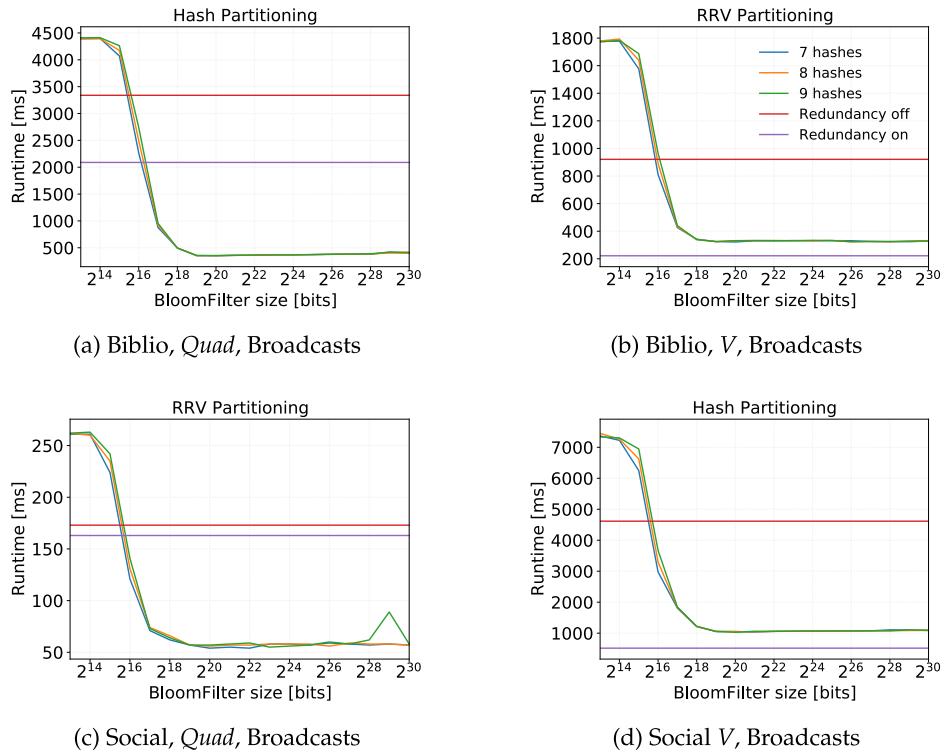 Hash Partitioning
4500
4000
3500
3000
2500
2000
1500
1000
500
Runtime [ms]
2^14 2^16 2^18 2^20 2^22 2^24 2^26 2^28 2^30
BloomFilter size [bits]
(a) Biblio, Quad, Broadcasts
RRV Partitioning
1800
1600
1400
1200
1000
800
600
400
200
Runtime [ms]
7 hashes
8 hashes
9 hashes
Redundancy off
Redundancy on
2^14 2^16 2^18 2^20 2^22 2^24 2^26 2^28 2^30
BloomFilter size [bits]
(b) Biblio, V, Broadcasts
RRV Partitioning
250
200
150
100
50
Runtime [ms]
2^14 2^16 2^18 2^20 2^22 2^24 2^26 2^28 2^30
BloomFilter size [bits]
(c) Social, Quad, Broadcasts
Hash Partitioning
7000
6000
5000
4000
3000
2000
1000
Runtime [ms]
2^14 2^16 2^18 2^20 2^22 2^24 2^26 2^28 2^30
BloomFilter size [bits]
(d) Social V, Broadcasts